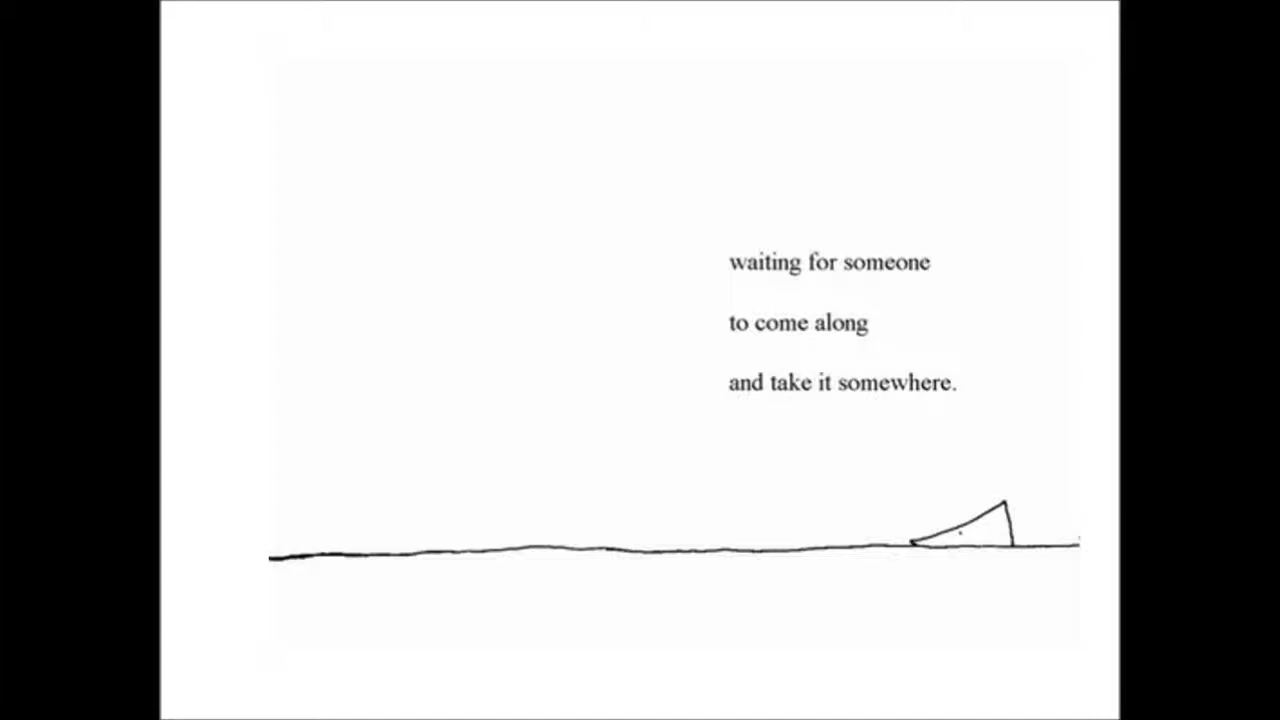 waiting for someone
to come along
and take it somewhere.